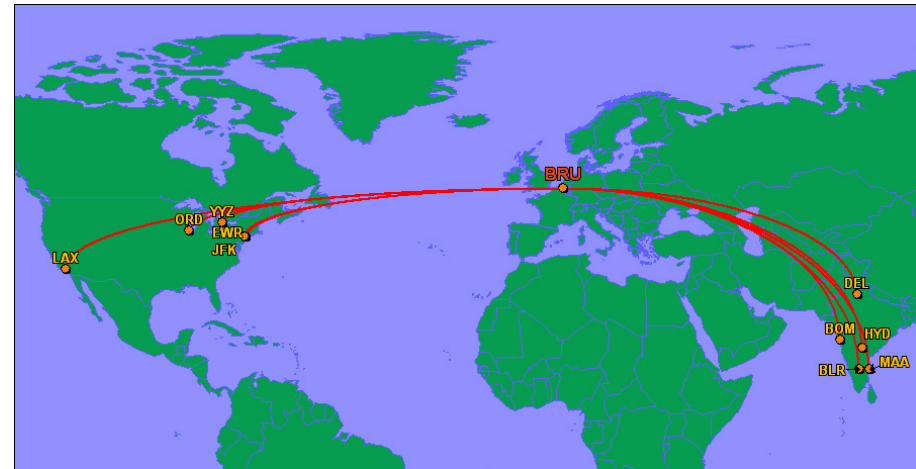 BRU
YYZ
ORD
EWR
JFK
LAX
DEL
BOM
HYD
BLR
MAA